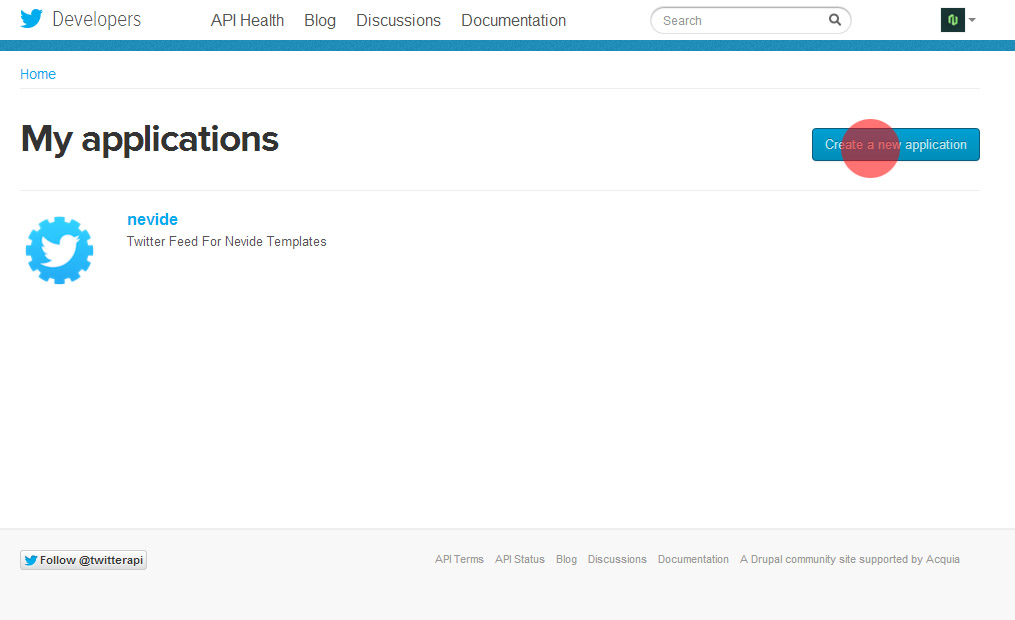 Developers API Health Blog Discussions Documentation Search
Home
My applications
Create a new application
nevide
Twitter Feed For Nevide Templates
Follow @twitterapi
API Terms API Status Blog Discussions Documentation A Drupal community site supported by Acquia